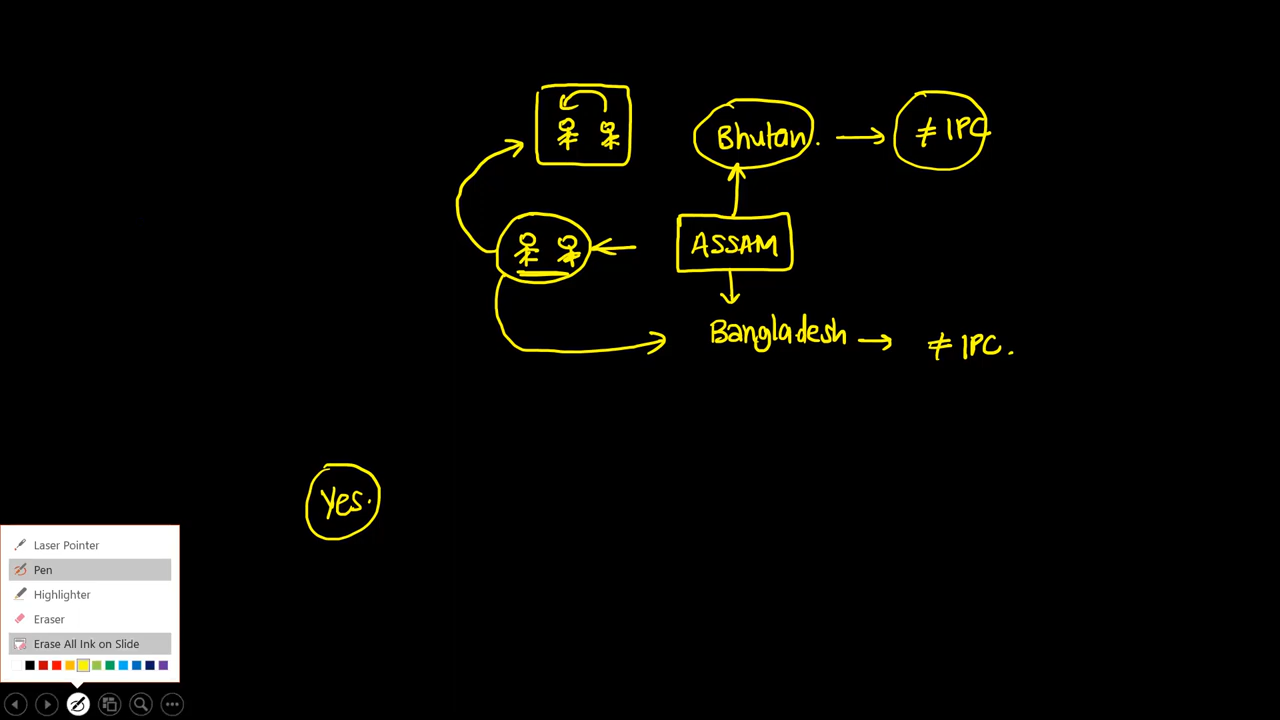 Bhutan.
≠ IPC
ASSAM
Bangladesh
≠ IPC.
Yes.
Laser Pointer
Pen
Highlighter
Eraser
Erase All Ink on Slide